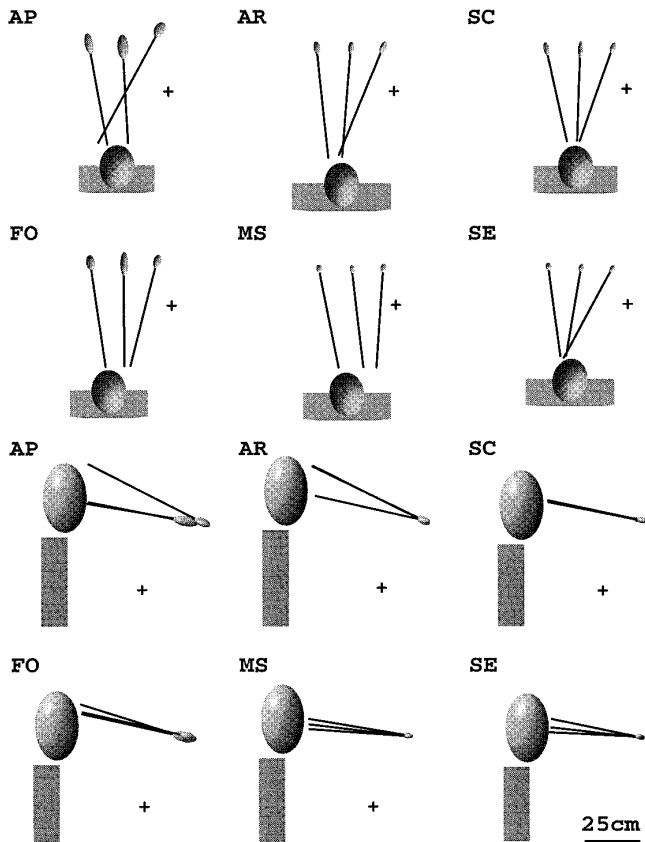 AP AR SC
+ + +
FO MS SE
+ + +
AP AR SC
+ + +
FO MS SE
+ +
25cm